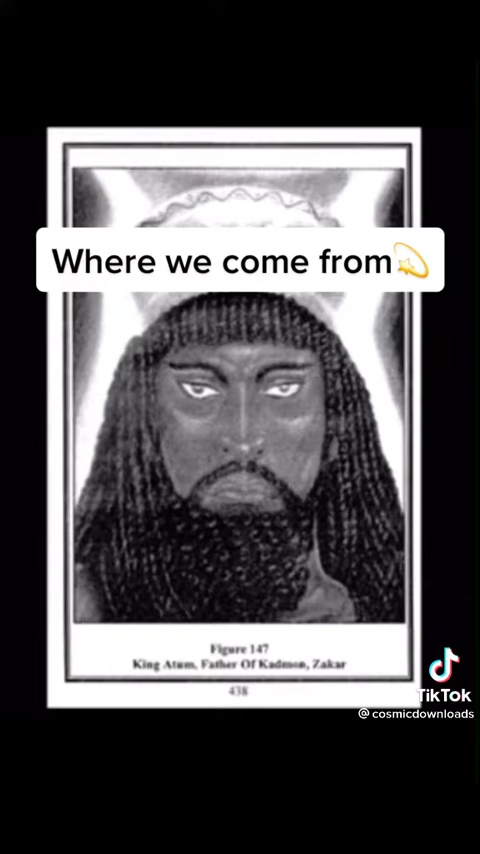 Where we come from💫
Figure 147
King Atum, Father Of Kadmon, Zakar
438
TikTok
@cosmicdownloads